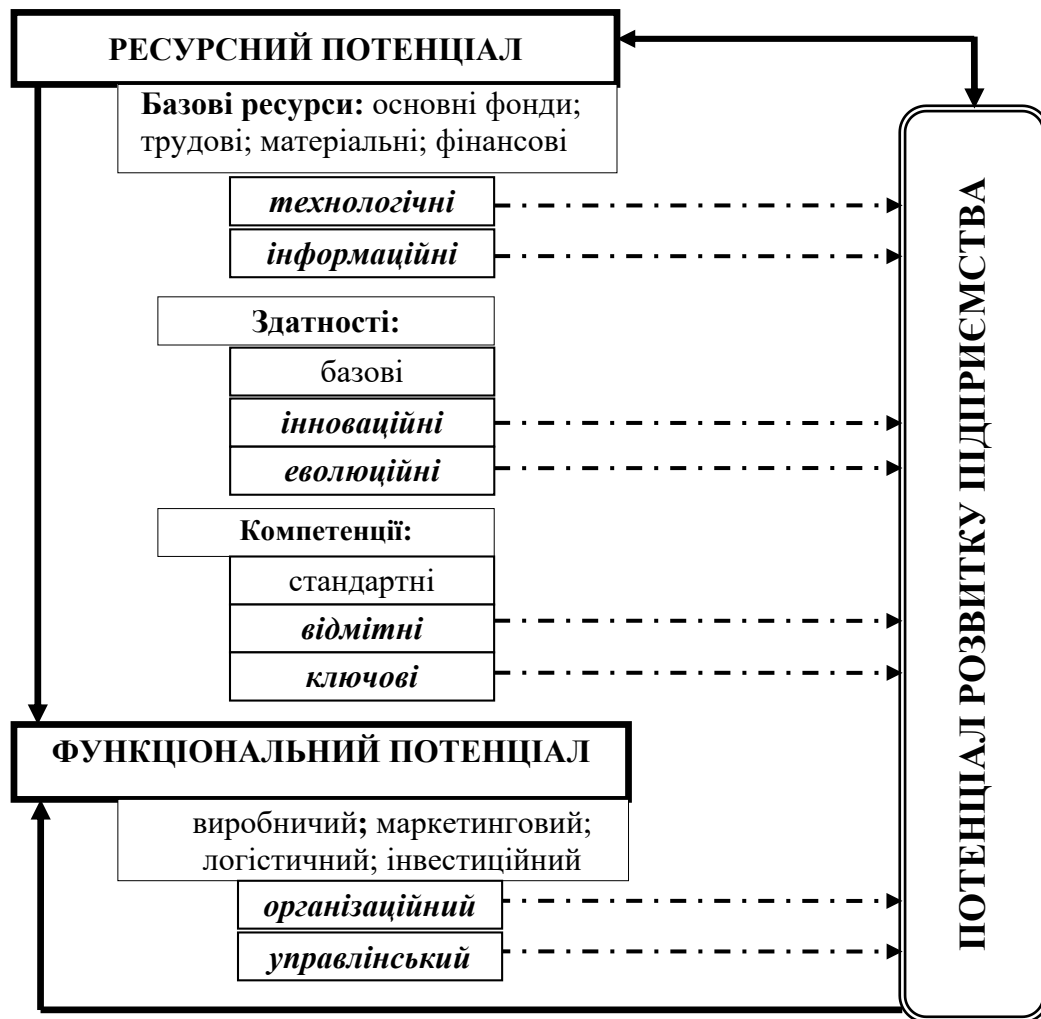 РЕСУРСНИЙ ПОТЕНЦІАЛ
Базові ресурси: основні фонди;
трудові; матеріальні; фінансові
технологічні
інформаційні
Здатності:
базові
інноваційні
еволюційні
Компетенції:
стандартні
відмітні
ключові
ФУНКЦІОНАЛЬНИЙ ПОТЕНЦІАЛ
виробничий; маркетинговий;
логістичний; інвестиційний
організаційний
управлінський
ПОТЕНЦІАЛ РОЗВИТКУ ПІДПРИЄМСТВА